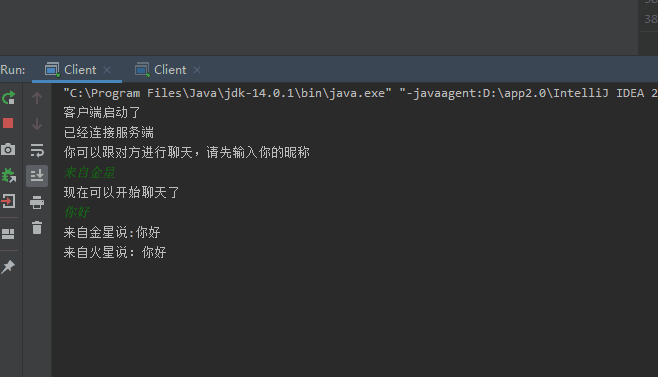 38
Run: Client × Client ×
"C:\Program Files\Java\jdk-14.0.1\bin\java.exe" "-javaagent:D:\app2.0\IntelliJ IDEA 2
客户端启动了
已经连接服务端
你可以跟对方进行聊天，请先输入你的昵称
来自金星
现在可以开始聊天了
你好
来自金星说:你好
来自火星说: 你好